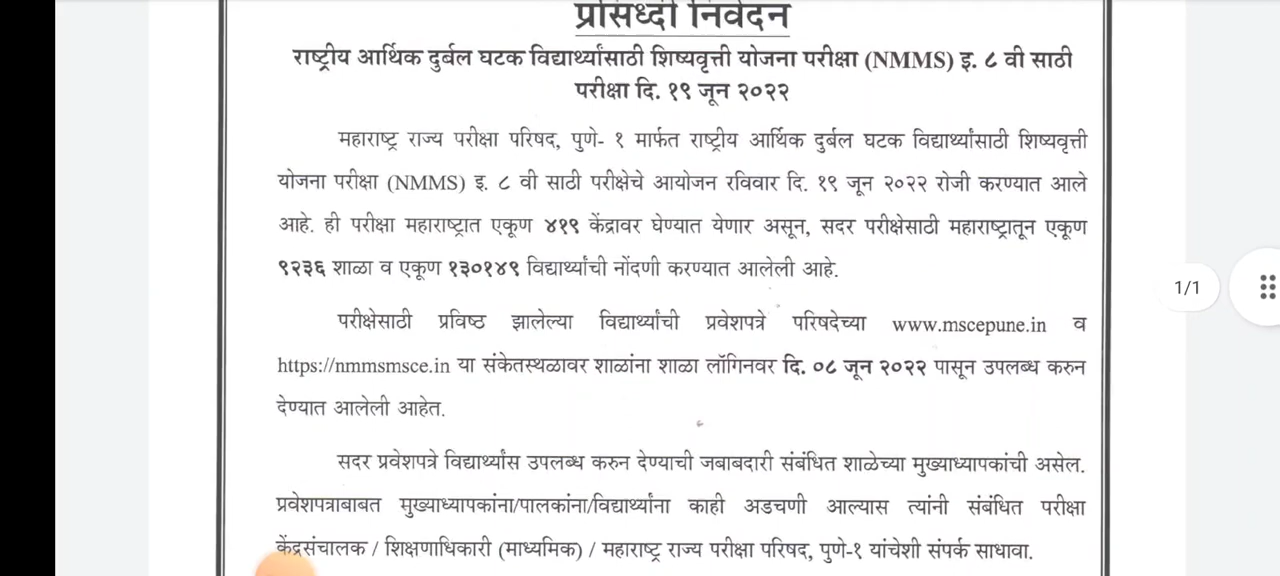 प्रसिध्दी निवेदन
राष्ट्रीय आर्थिक दुर्बल घटक विद्यार्थ्यांसाठी शिष्यवृत्ती योजना परीक्षा (NMMS) इ. ८ वी साठी
परीक्षा दि. १९ जून २०२२
महाराष्ट्र राज्य परीक्षा परिषद, पुणे- १ मार्फत राष्ट्रीय आर्थिक दुर्बल घटक विद्यार्थ्यांसाठी शिष्यवृत्ती
योजना परीक्षा (NMMS) इ. ८ वी साठी परीक्षेचे आयोजन रविवार दि. १९ जून २०२२ रोजी करण्यात आले
आहे. ही परीक्षा महाराष्ट्रात एकूण ४१९ केंद्रावर घेण्यात येणार असून, सदर परीक्षेसाठी महाराष्ट्रातून एकूण
९२३६ शाळा व एकूण १३०१४९ विद्यार्थ्यांची नोंदणी करण्यात आलेली आहे.
परीक्षेसाठी प्रविष्ठ झालेल्या विद्यार्थ्यांची प्रवेशपत्रे परिषदेच्या www.mscepune.in व
https://nmmsmsce.in या संकेतस्थळावर शाळांना शाळा लॉगिनवर दि. ०८ जून २०२२ पासून उपलब्ध करुन
देण्यात आलेली आहेत.
सदर प्रवेशपत्रे विद्यार्थ्यांस उपलब्ध करुन देण्याची जबाबदारी संबंधित शाळेच्या मुख्याध्यापकांची असेल.
प्रवेशपत्राबाबत मुख्याध्यापकांना/पालकांना/विद्यार्थ्यांना काही अडचणी आल्यास त्यांनी संबंधित परीक्षा
केंद्रसंचालक / शिक्षणाधिकारी (माध्यमिक) / महाराष्ट्र राज्य परीक्षा परिषद, पुणे-१ यांचेशी संपर्क साधावा.
1/1